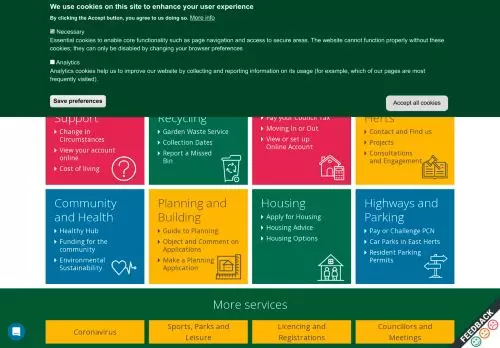 We use cookies on this site to enhance your user experience
By clicking the Accept button, you agree to us doing so. More info
Necessary
Essential cookies to enable core functionality such as page navigation and access to secure areas. The website cannot function properly without these
cookies; they can only be disabled by changing your browser preferences.
Analytics
Analytics cookies help us to improve our website by collecting and reporting information on its usage (for example, which of our pages are most
frequently visited).
Save preferences
Accept all cookies
Support
Change in
Circumstances
View your account
online
Cost of living
Recycling
Garden Waste Service
Collection Dates
Report a Missed
Bin
Pay your Council Tax
Moving In or Out
View or set up
Online Account
Herts
Contact and Find us
Projects
Consultations
and Engagement
Community
and Health
Healthy Hub
Funding for the
community
Environmental
Sustainability
Planning and
Building
Guide to Planning
Object and Comment on
Applications
Make a Planning
Application
Housing
Apply for Housing
Housing Advice
Housing Options
Highways and
Parking
Pay or Challenge PCN
Car Parks in East Herts
Resident Parking
Permits
More services
Coronavirus
Sports, Parks and
Leisure
Licencing and
Registrations
Councillors and
Meetings
FEEDBACK